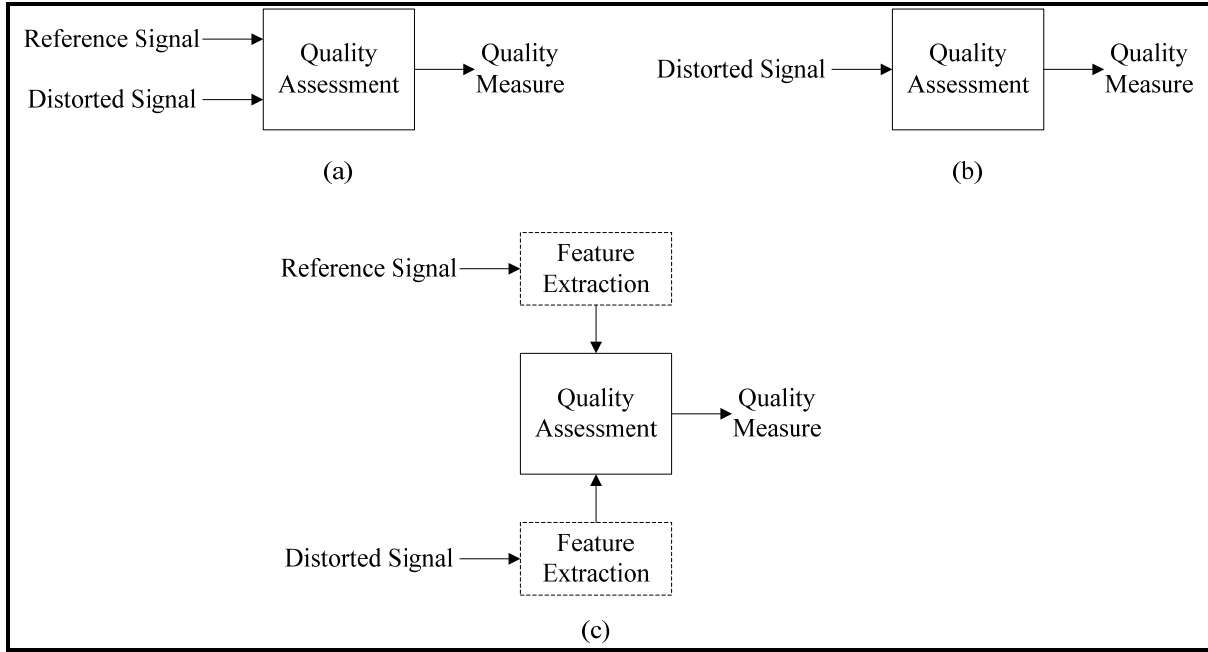 Reference Signal
Distorted Signal
Quality
Assessment
Quality
Measure
(a)
Distorted Signal
Quality
Assessment
Quality
Measure
(b)
Reference Signal
Feature
Extraction
Quality
Assessment
Quality
Measure
Distorted Signal
Feature
Extraction
(c)